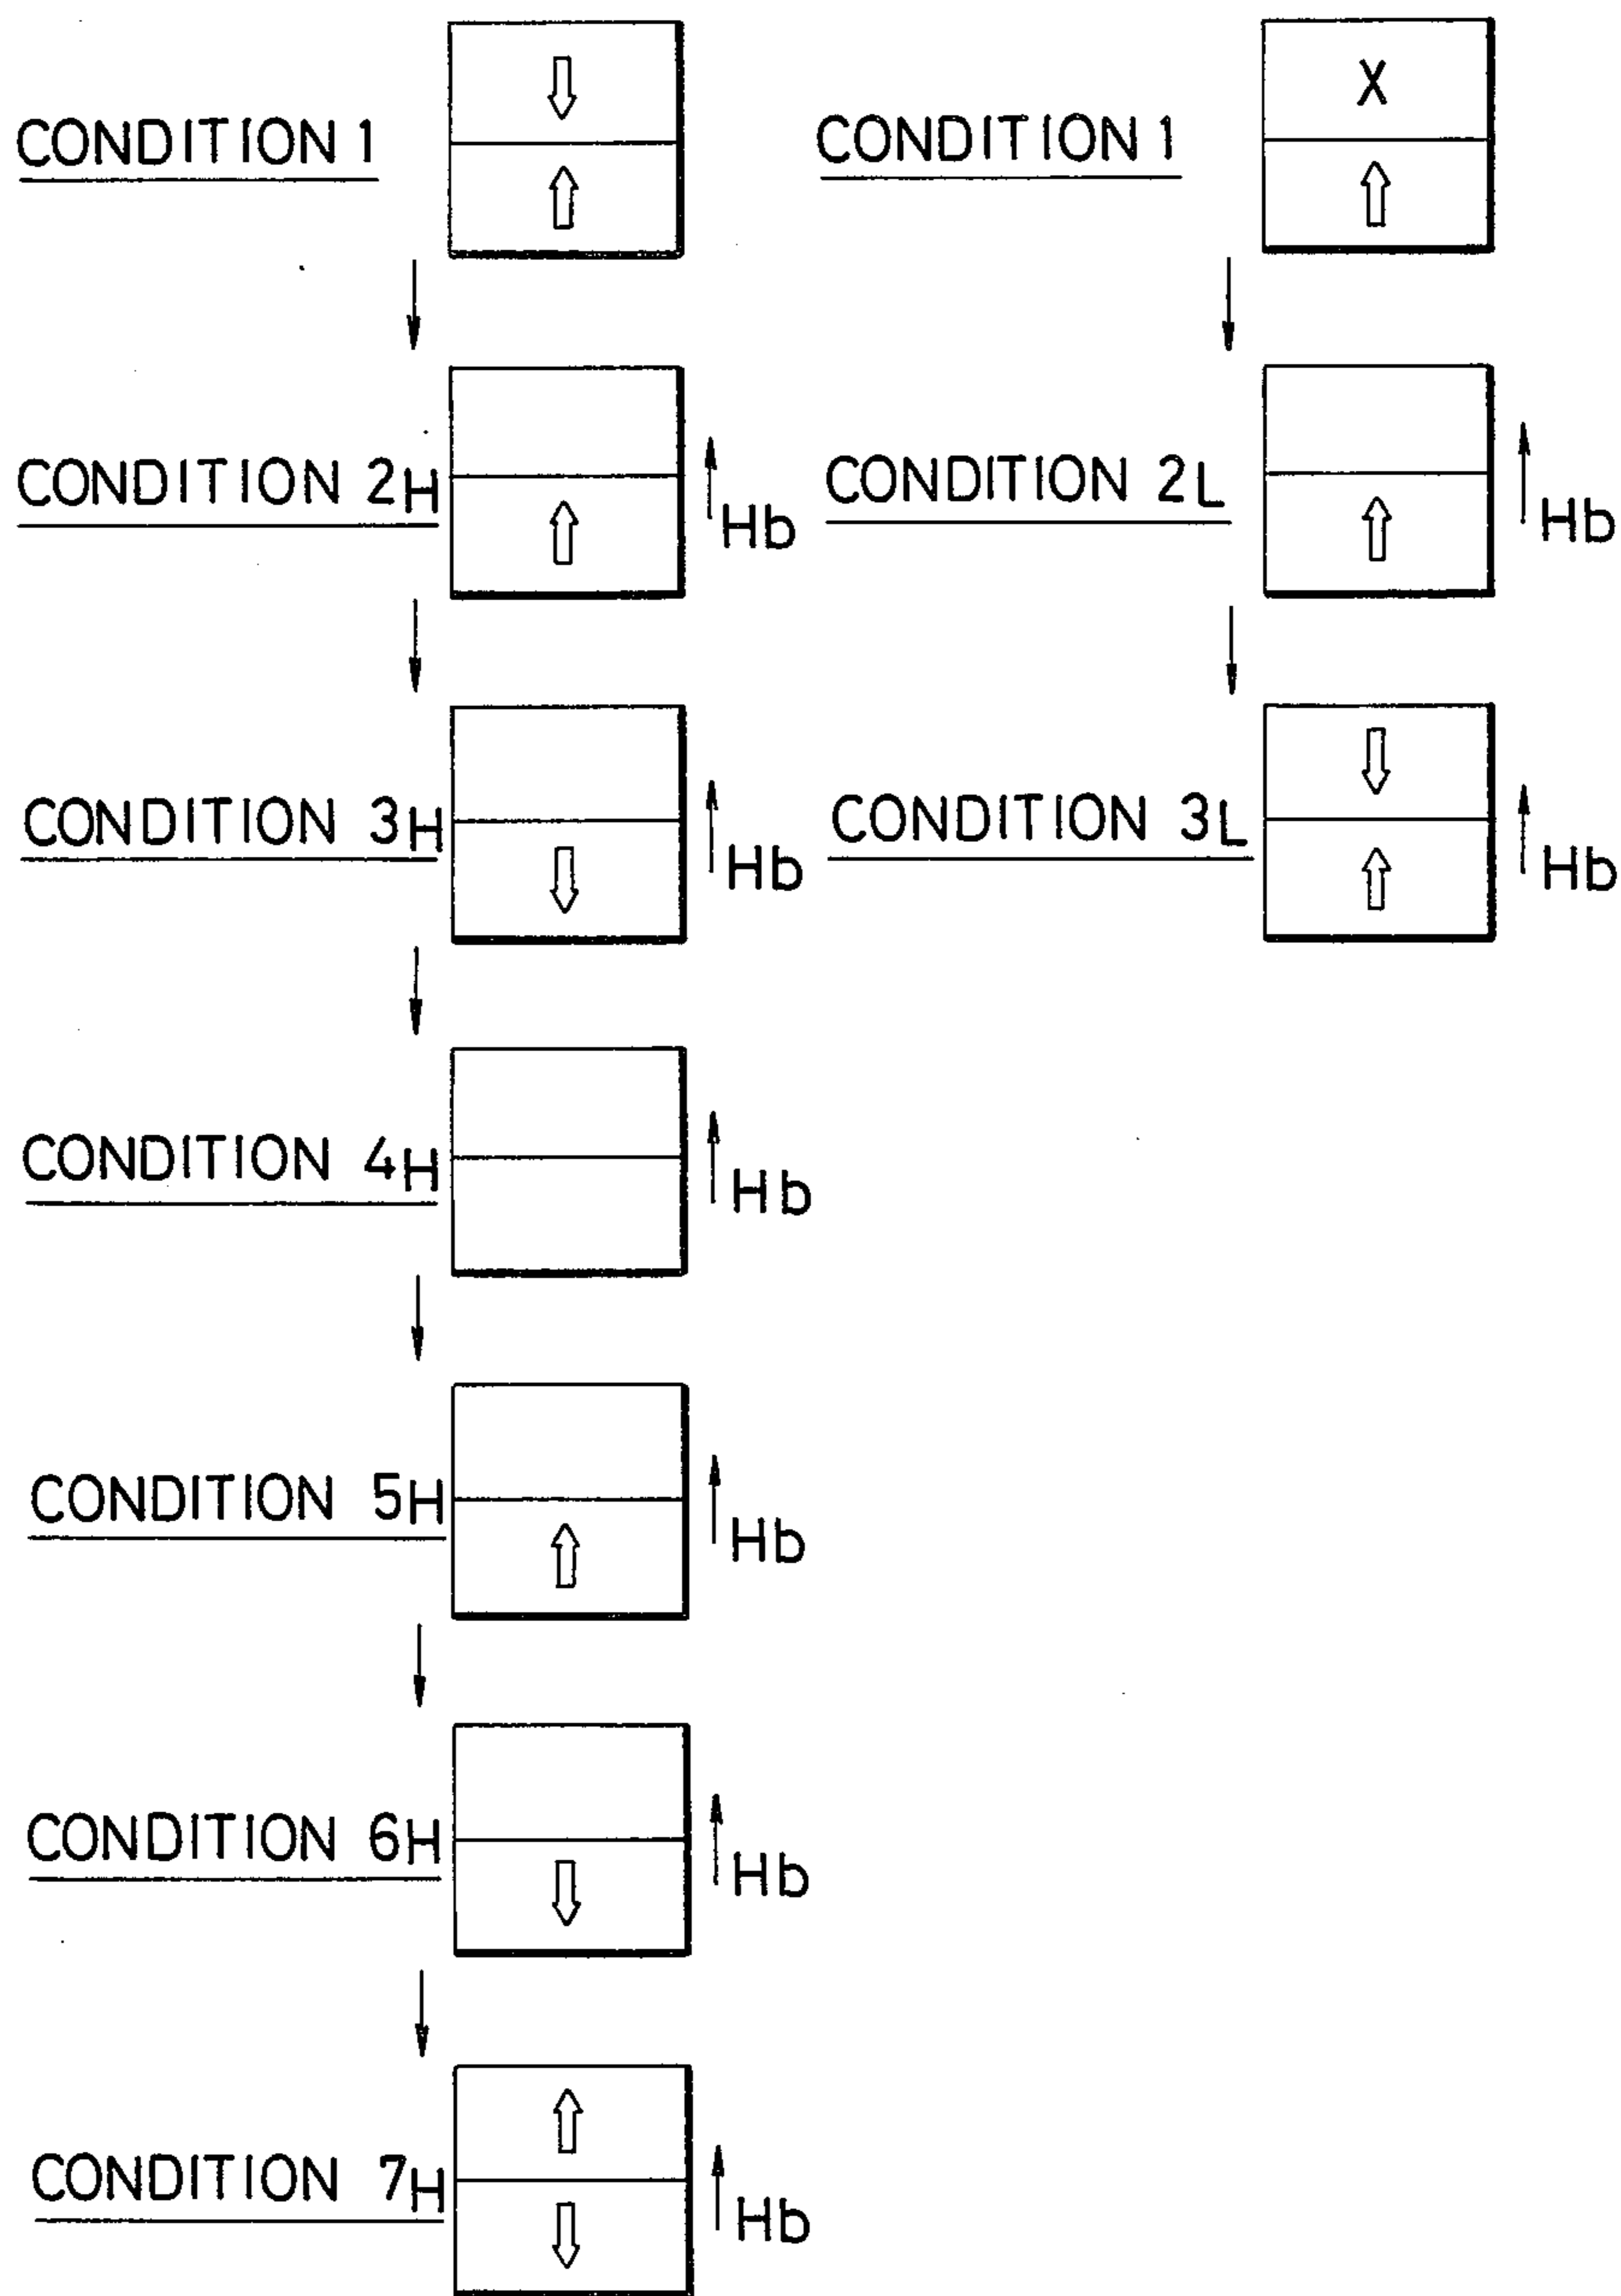 CONDITION 1
X
CONDITION 1
CONDITION 2H
Hb
CONDITION 2L
Hb
CONDITION 3H
Hb
CONDITION 3L
Hb
CONDITION 4H
Hb
CONDITION 5H
Hb
CONDITION 6H
Hb
CONDITION 7H
Hb